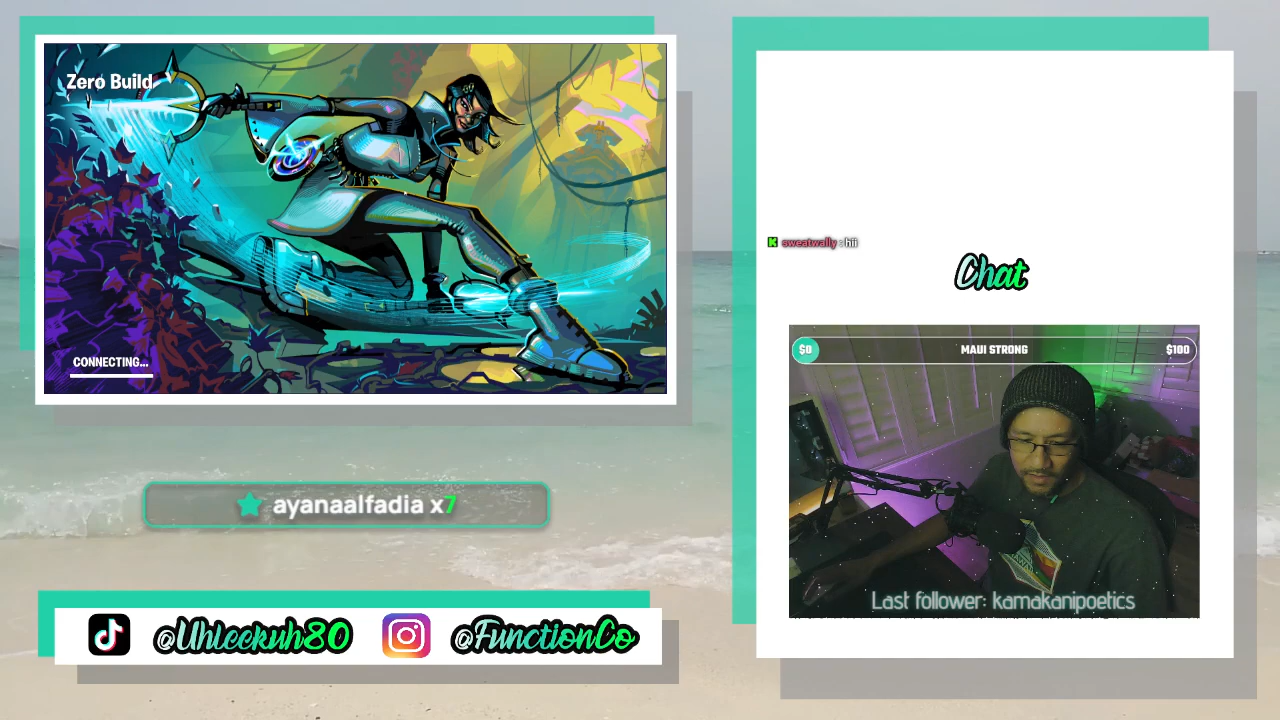 Zero Build
CONNECTING...
ayanaalfadia x7
@Uhleekuh80
@FunctionCo
K sweatwally : hii
Chat
$0 MAUI STRONG $100
Last follower: kamakanipoetics